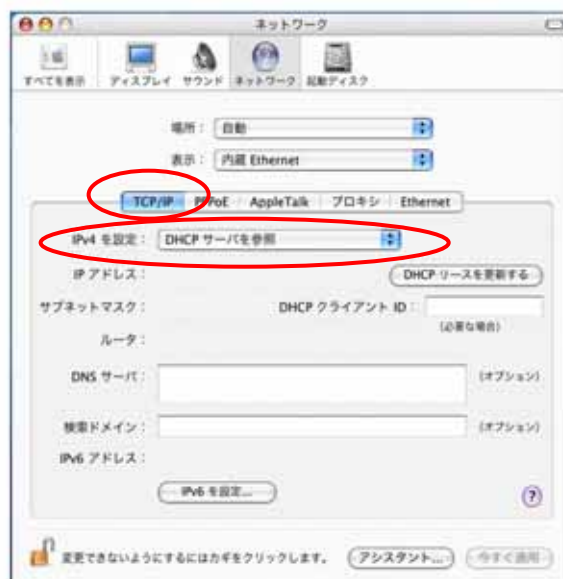 ネットワーク
すべてを表示 ディスプレイ サウンド ネットワーク 起動ディスク
場所： 自動
表示： 内蔵 Ethernet
TCP/IP PPPoE AppleTalk プロキシ Ethernet
IPv4 を設定： DHCP サーバを参照
IP アドレス： DHCP リースを更新する
サブネットマスク： DHCP クライアント ID：
(必要な場合)
ルータ：
DNS サーバ： (オプション)
検索ドメイン： (オプション)
IPv6 アドレス：
IPv6 を設定... ?
変更できないようにするにはカギをクリックします。 アシスタント... 今すぐ適用